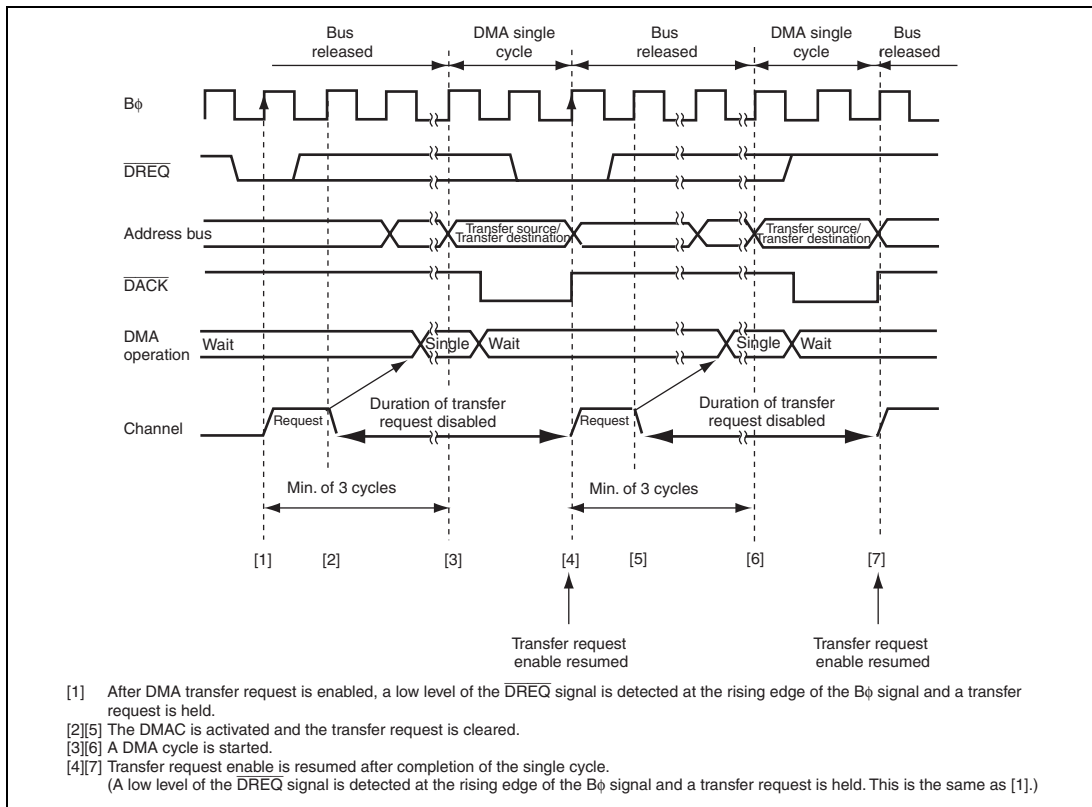 Bus released
DMA single cycle
Bus released
DMA single cycle
Bus released
Bφ
DREQ
Address bus
Transfer source/
Transfer destination
Transfer source/
Transfer destination
DACK
DMA operation
Wait
Single
Wait
Single
Wait
Channel
Request
Duration of transfer request disabled
Request
Duration of transfer request disabled
Min. of 3 cycles
Min. of 3 cycles
[1] [2] [3] [4] [5] [6] [7]
Transfer request enable resumed
Transfer request enable resumed
[1] After DMA transfer request is enabled, a low level of the DREQ signal is detected at the rising edge of the Bφ signal and a transfer
request is held.
[2][5] The DMAC is activated and the transfer request is cleared.
[3][6] A DMA cycle is started.
[4][7] Transfer request enable is resumed after completion of the single cycle.
(A low level of the DREQ signal is detected at the rising edge of the Bφ signal and a transfer request is held. This is the same as [1].)